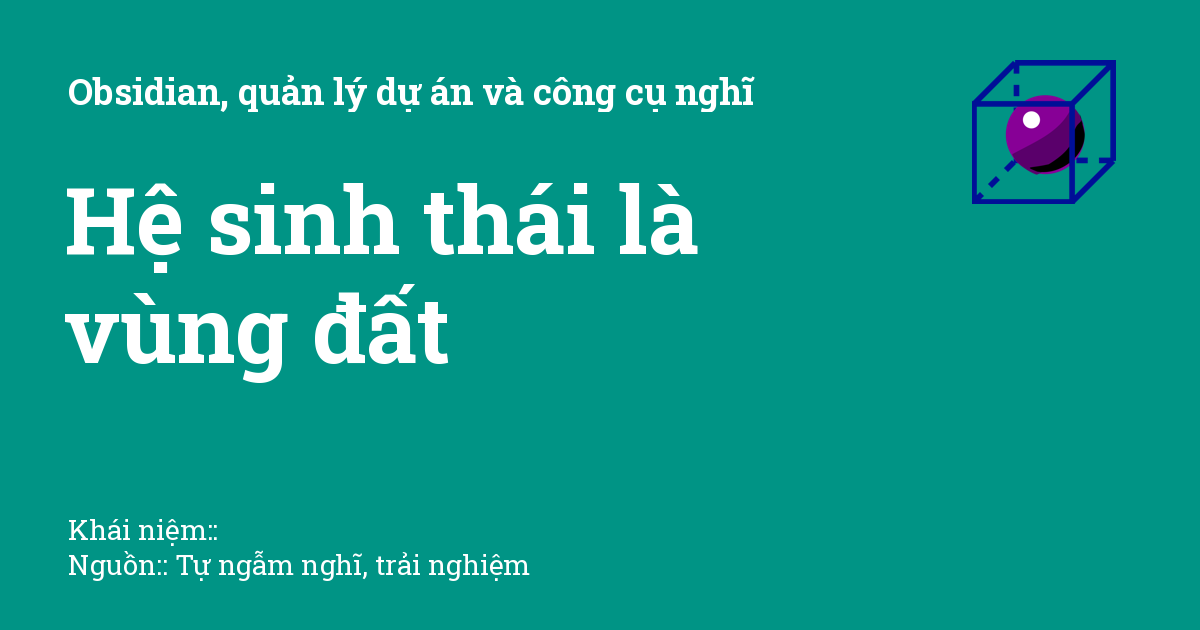 Obsidian, quản lý dự án và công cụ nghĩ
Hệ sinh thái là
vùng đất
Khái niệm::
Nguồn:: Tự ngẫm nghĩ, trải nghiệm